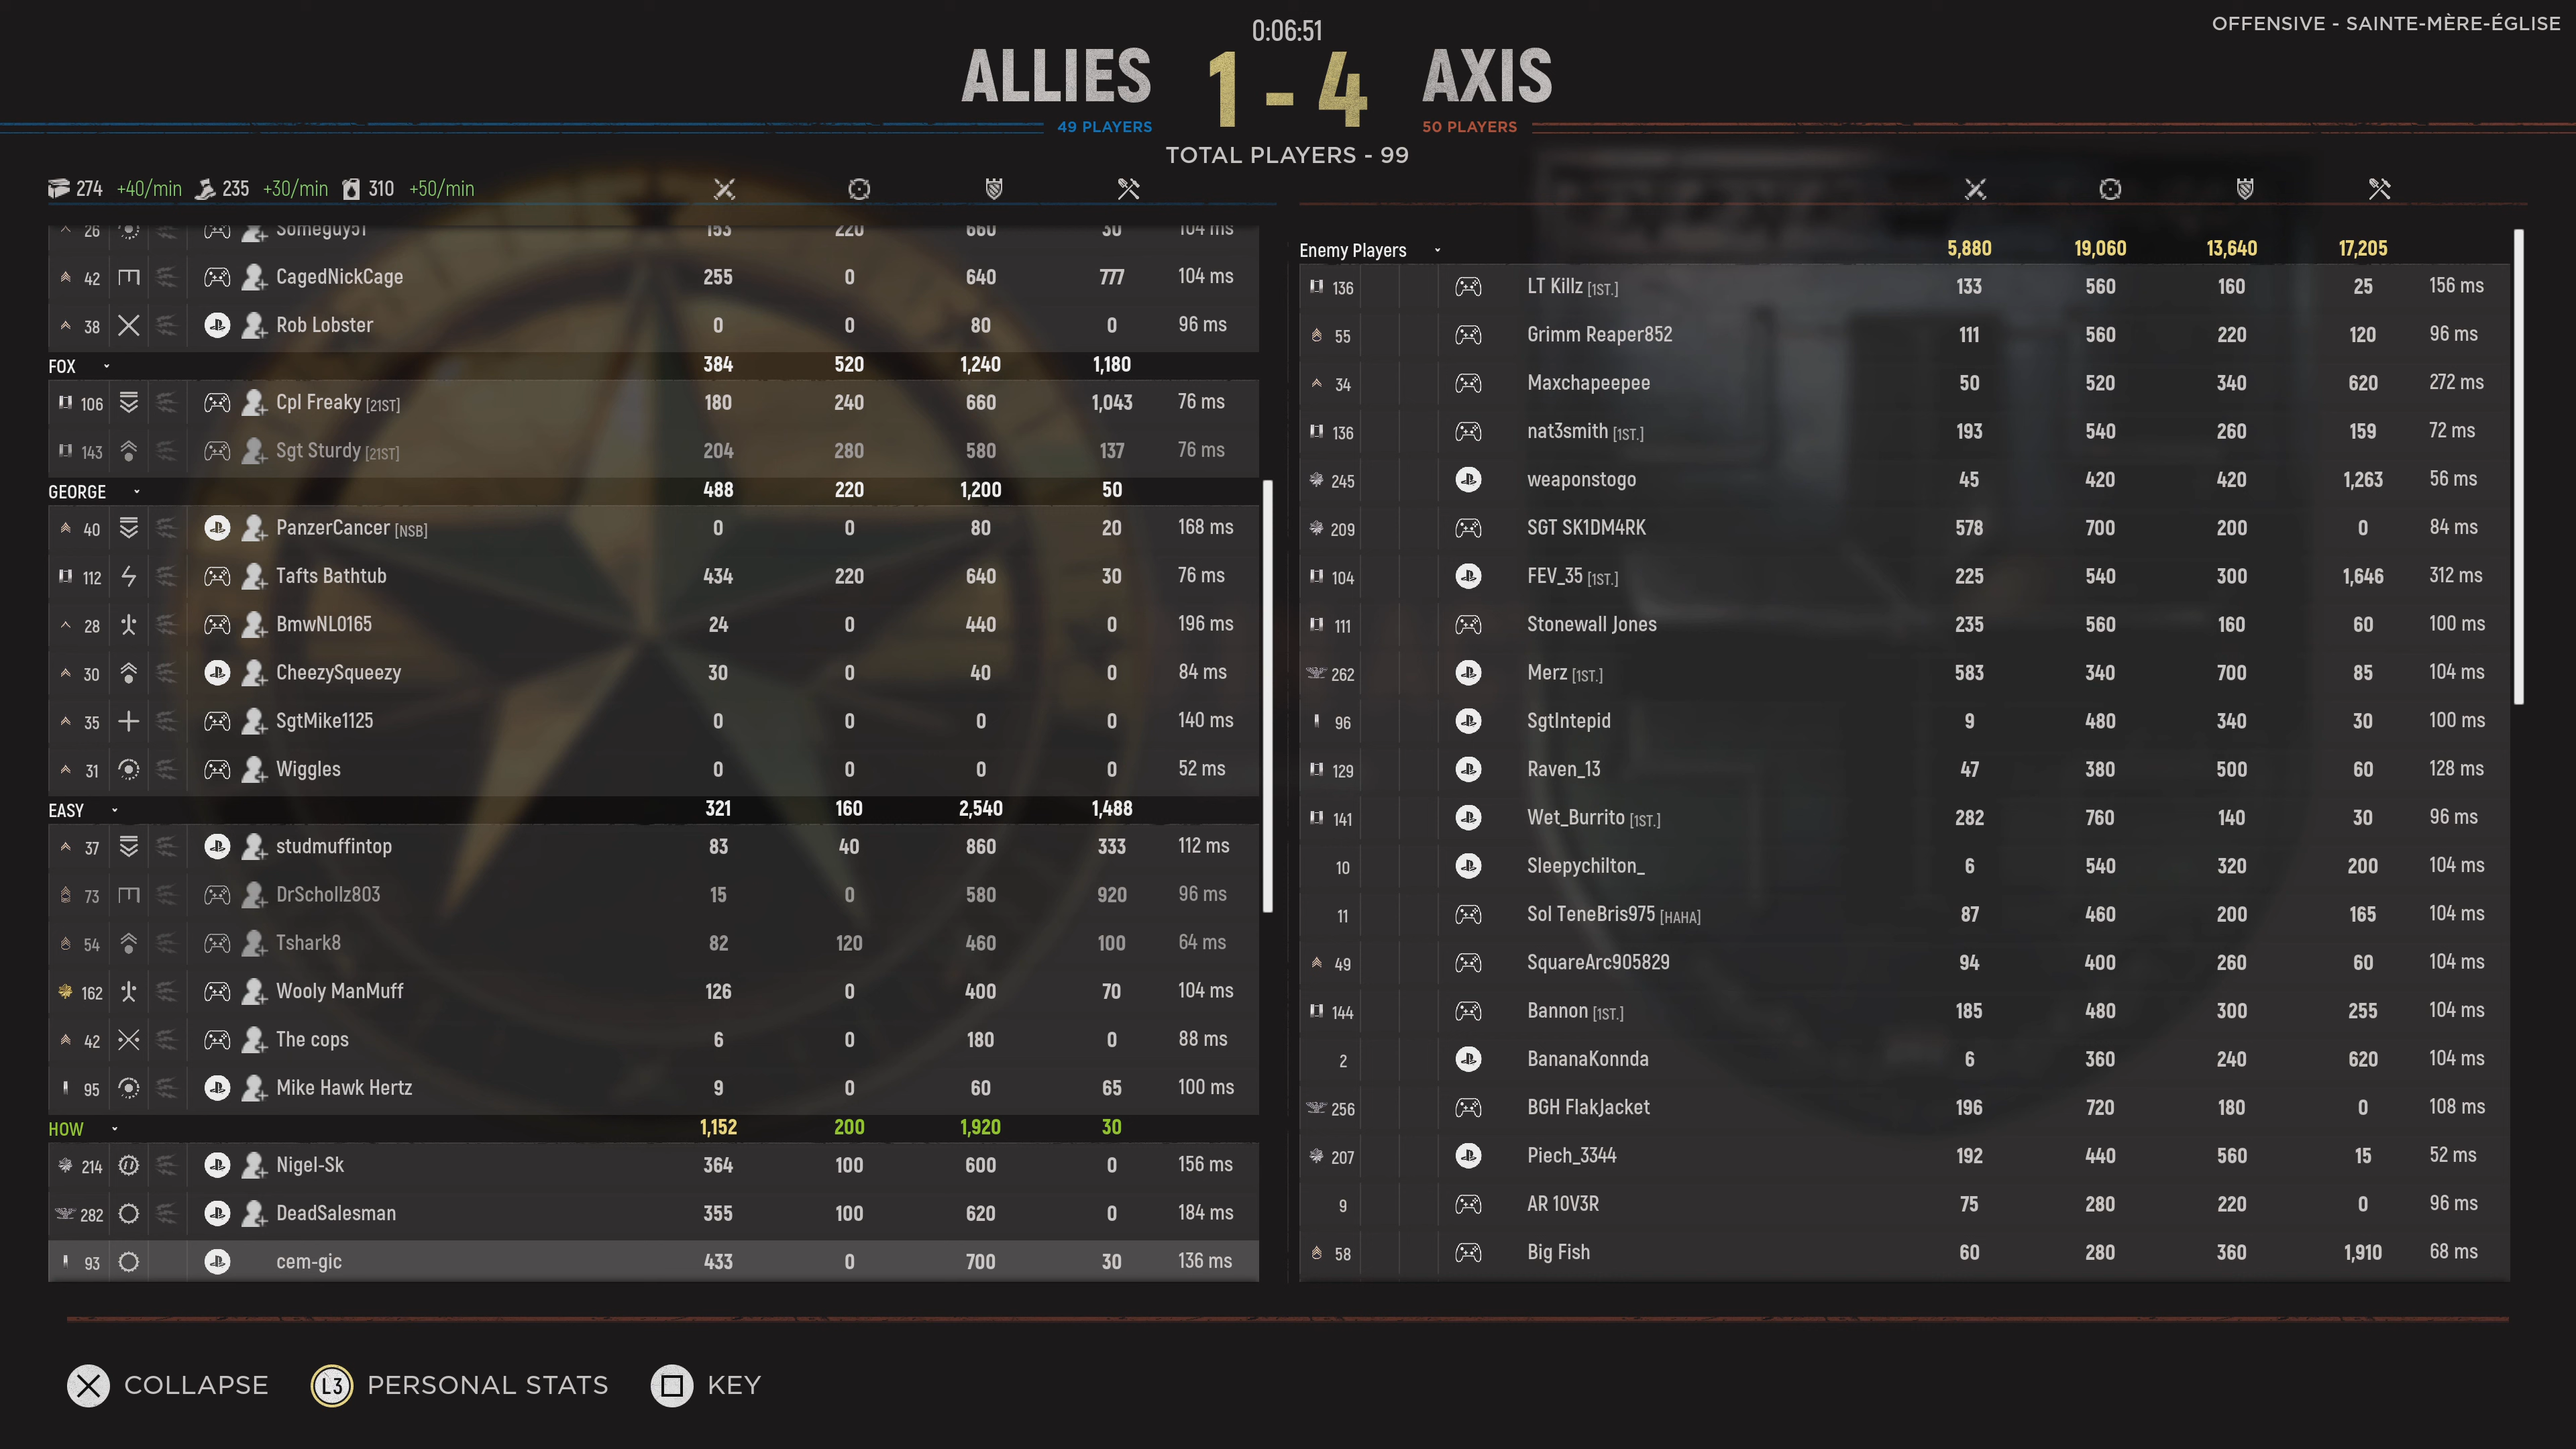 OFFENSIVE - SAINTE-MÈRE-ÉGLISE
0:06:51
ALLIES 1 - 4 AXIS
49 PLAYERS 50 PLAYERS
TOTAL PLAYERS - 99
274 +40/min 235 +30/min 310 +50/min
26 Someguy51 153 220 660 30 104 ms
42 CagedNickCage 255 0 640 777 104 ms
38 Rob Lobster 0 0 80 0 96 ms
FOX 384 520 1,240 1,180
106 Cpl Freaky [21ST] 180 240 660 1,043 76 ms
143 Sgt Sturdy [21ST] 204 280 580 137 76 ms
GEORGE 488 220 1,200 50
40 PanzerCancer [NSB] 0 0 80 20 168 ms
112 Tafts Bathtub 434 220 640 30 76 ms
28 BmwNL0165 24 0 440 0 196 ms
30 CheezySqueezy 30 0 40 0 84 ms
35 SgtMike1125 0 0 0 0 140 ms
31 Wiggles 0 0 0 0 52 ms
EASY 321 160 2,540 1,488
37 studmuffintop 83 40 860 333 112 ms
73 DrSchollz803 15 0 580 920 96 ms
54 Tshark8 82 120 460 100 64 ms
162 Wooly ManMuff 126 0 400 70 104 ms
42 The cops 6 0 180 0 88 ms
95 Mike Hawk Hertz 9 0 60 65 100 ms
HOW 1,152 200 1,920 30
214 Nigel-Sk 364 100 600 0 156 ms
282 DeadSalesman 355 100 620 0 184 ms
93 cem-gic 433 0 700 30 136 ms
Enemy Players 5,880 19,060 13,640 17,205
136 LT Killz [1ST.] 133 560 160 25 156 ms
55 Grimm Reaper852 111 560 220 120 96 ms
34 Maxchapeepee 50 520 340 620 272 ms
136 nat3smith [1ST.] 193 540 260 159 72 ms
245 weaponstogo 45 420 420 1,263 56 ms
209 SGT SK1DM4RK 578 700 200 0 84 ms
104 FEV_35 [1ST.] 225 540 300 1,646 312 ms
111 Stonewall Jones 235 560 160 60 100 ms
262 Merz [1ST.] 583 340 700 85 104 ms
96 SgtIntepid 9 480 340 30 100 ms
129 Raven_13 47 380 500 60 128 ms
141 Wet_Burrito [1ST.] 282 760 140 30 96 ms
10 Sleepychilton_ 6 540 320 200 104 ms
11 Sol TeneBris975 [HAHA] 87 460 200 165 104 ms
49 SquareArc905829 94 400 260 60 104 ms
144 Bannon [1ST.] 185 480 300 255 104 ms
2 BananaKonnda 6 360 240 620 104 ms
256 BGH FlakJacket 196 720 180 0 108 ms
207 Piech_3344 192 440 560 15 52 ms
9 AR 10V3R 75 280 220 0 96 ms
58 Big Fish 60 280 360 1,910 68 ms
COLLAPSE L3 PERSONAL STATS KEY